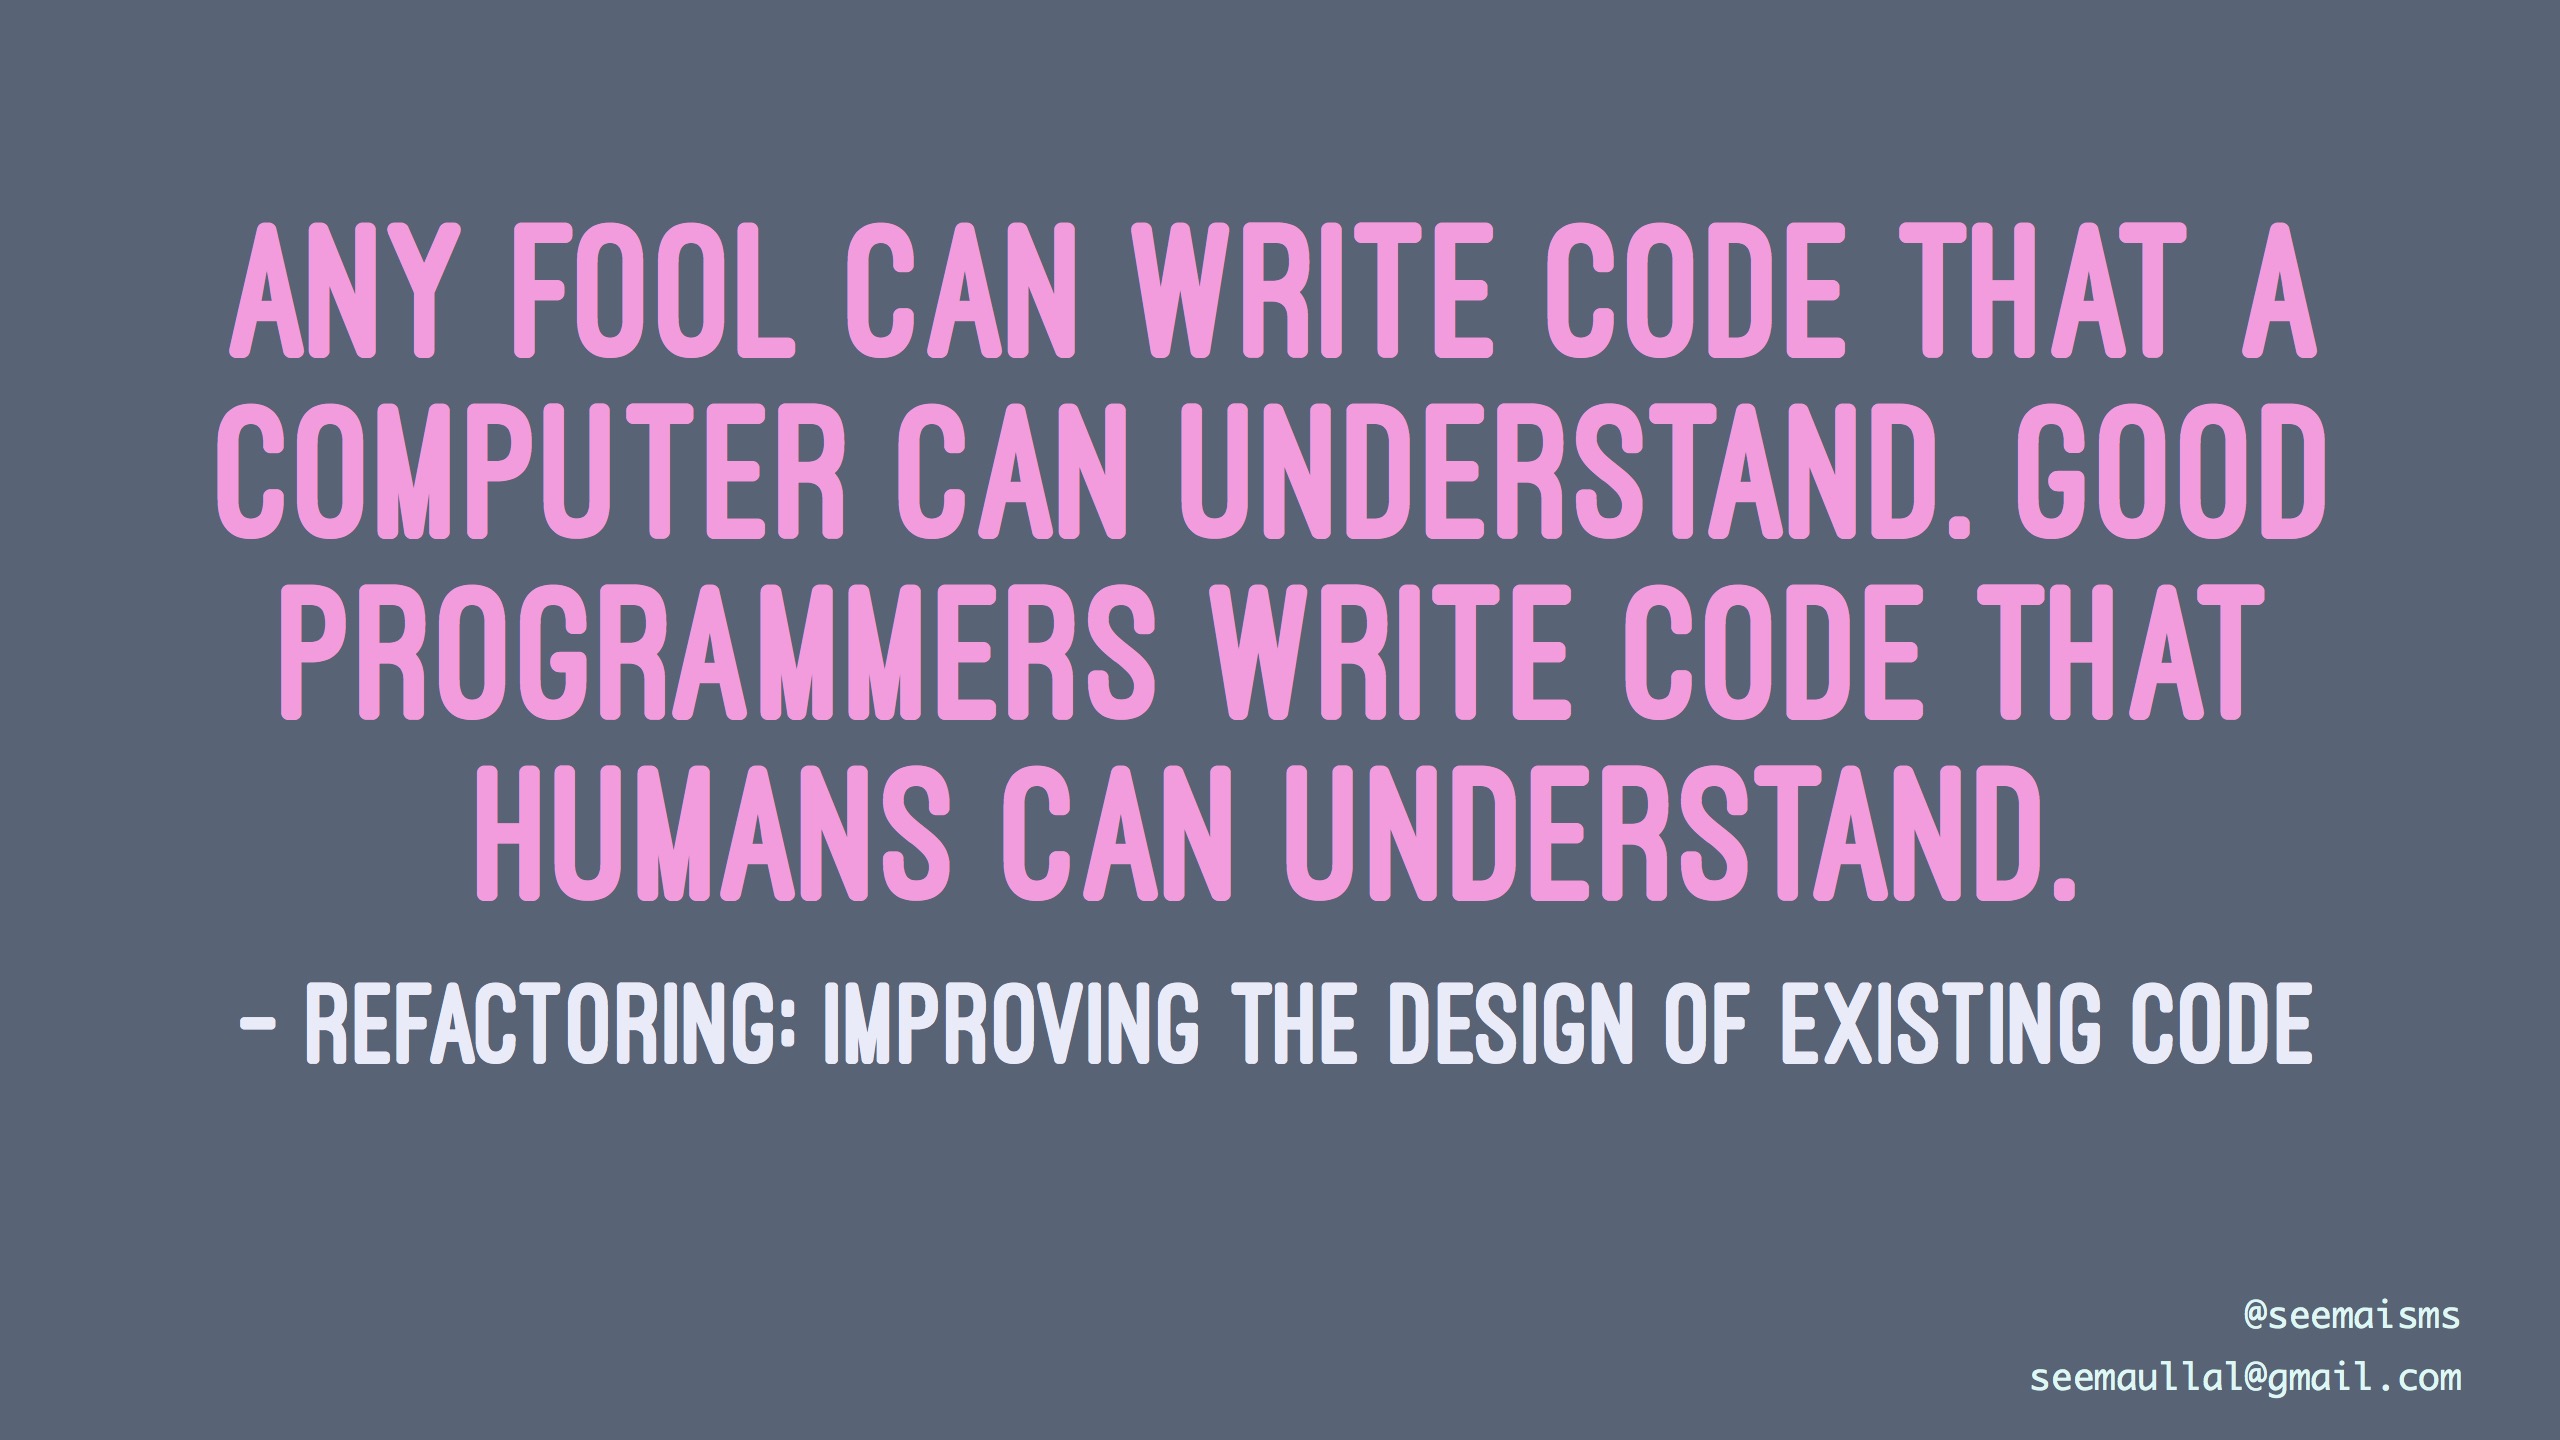 ANY FOOL CAN WRITE CODE THAT A
COMPUTER CAN UNDERSTAND. GOOD
PROGRAMMERS WRITE CODE THAT
HUMANS CAN UNDERSTAND.
- REFACTORING: IMPROVING THE DESIGN OF EXISTING CODE
@seemaisms
seemaullal@gmail.com